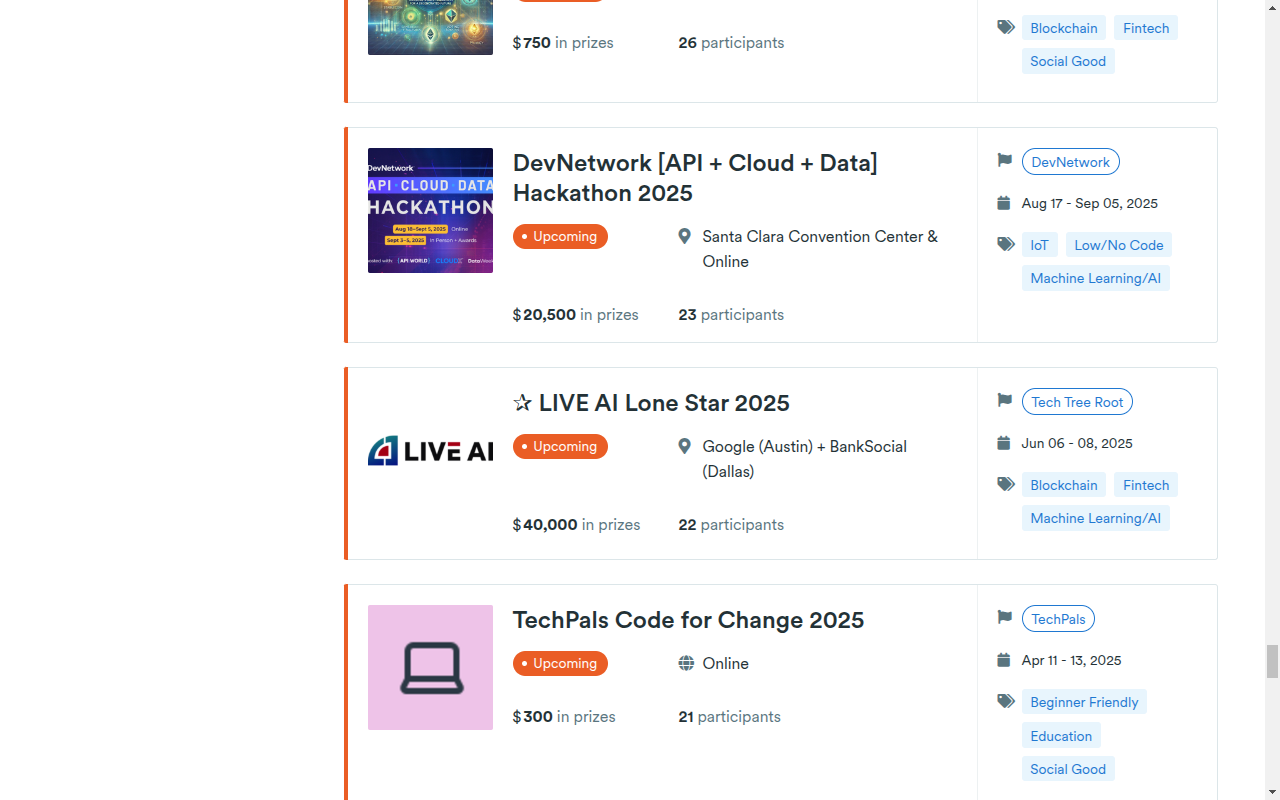 $750 in prizes
26 participants
Blockchain
Fintech
Social Good
DevNetwork
API · CLOUD · DATA
HACKATHON
Aug 18–Sept 5, 2025 Online
Sept 3–5, 2025 In Person + Awards
DevNetwork [API + Cloud + Data]
Hackathon 2025
Upcoming
Santa Clara Convention Center &
Online
$20,500 in prizes
23 participants
DevNetwork
Aug 17 - Sep 05, 2025
IoT
Low/No Code
Machine Learning/AI
LIVE AI
☆ LIVE AI Lone Star 2025
Upcoming
Google (Austin) + BankSocial
(Dallas)
$40,000 in prizes
22 participants
Tech Tree Root
Jun 06 - 08, 2025
Blockchain
Fintech
Machine Learning/AI
TechPals Code for Change 2025
Upcoming
Online
$300 in prizes
21 participants
TechPals
Apr 11 - 13, 2025
Beginner Friendly
Education
Social Good